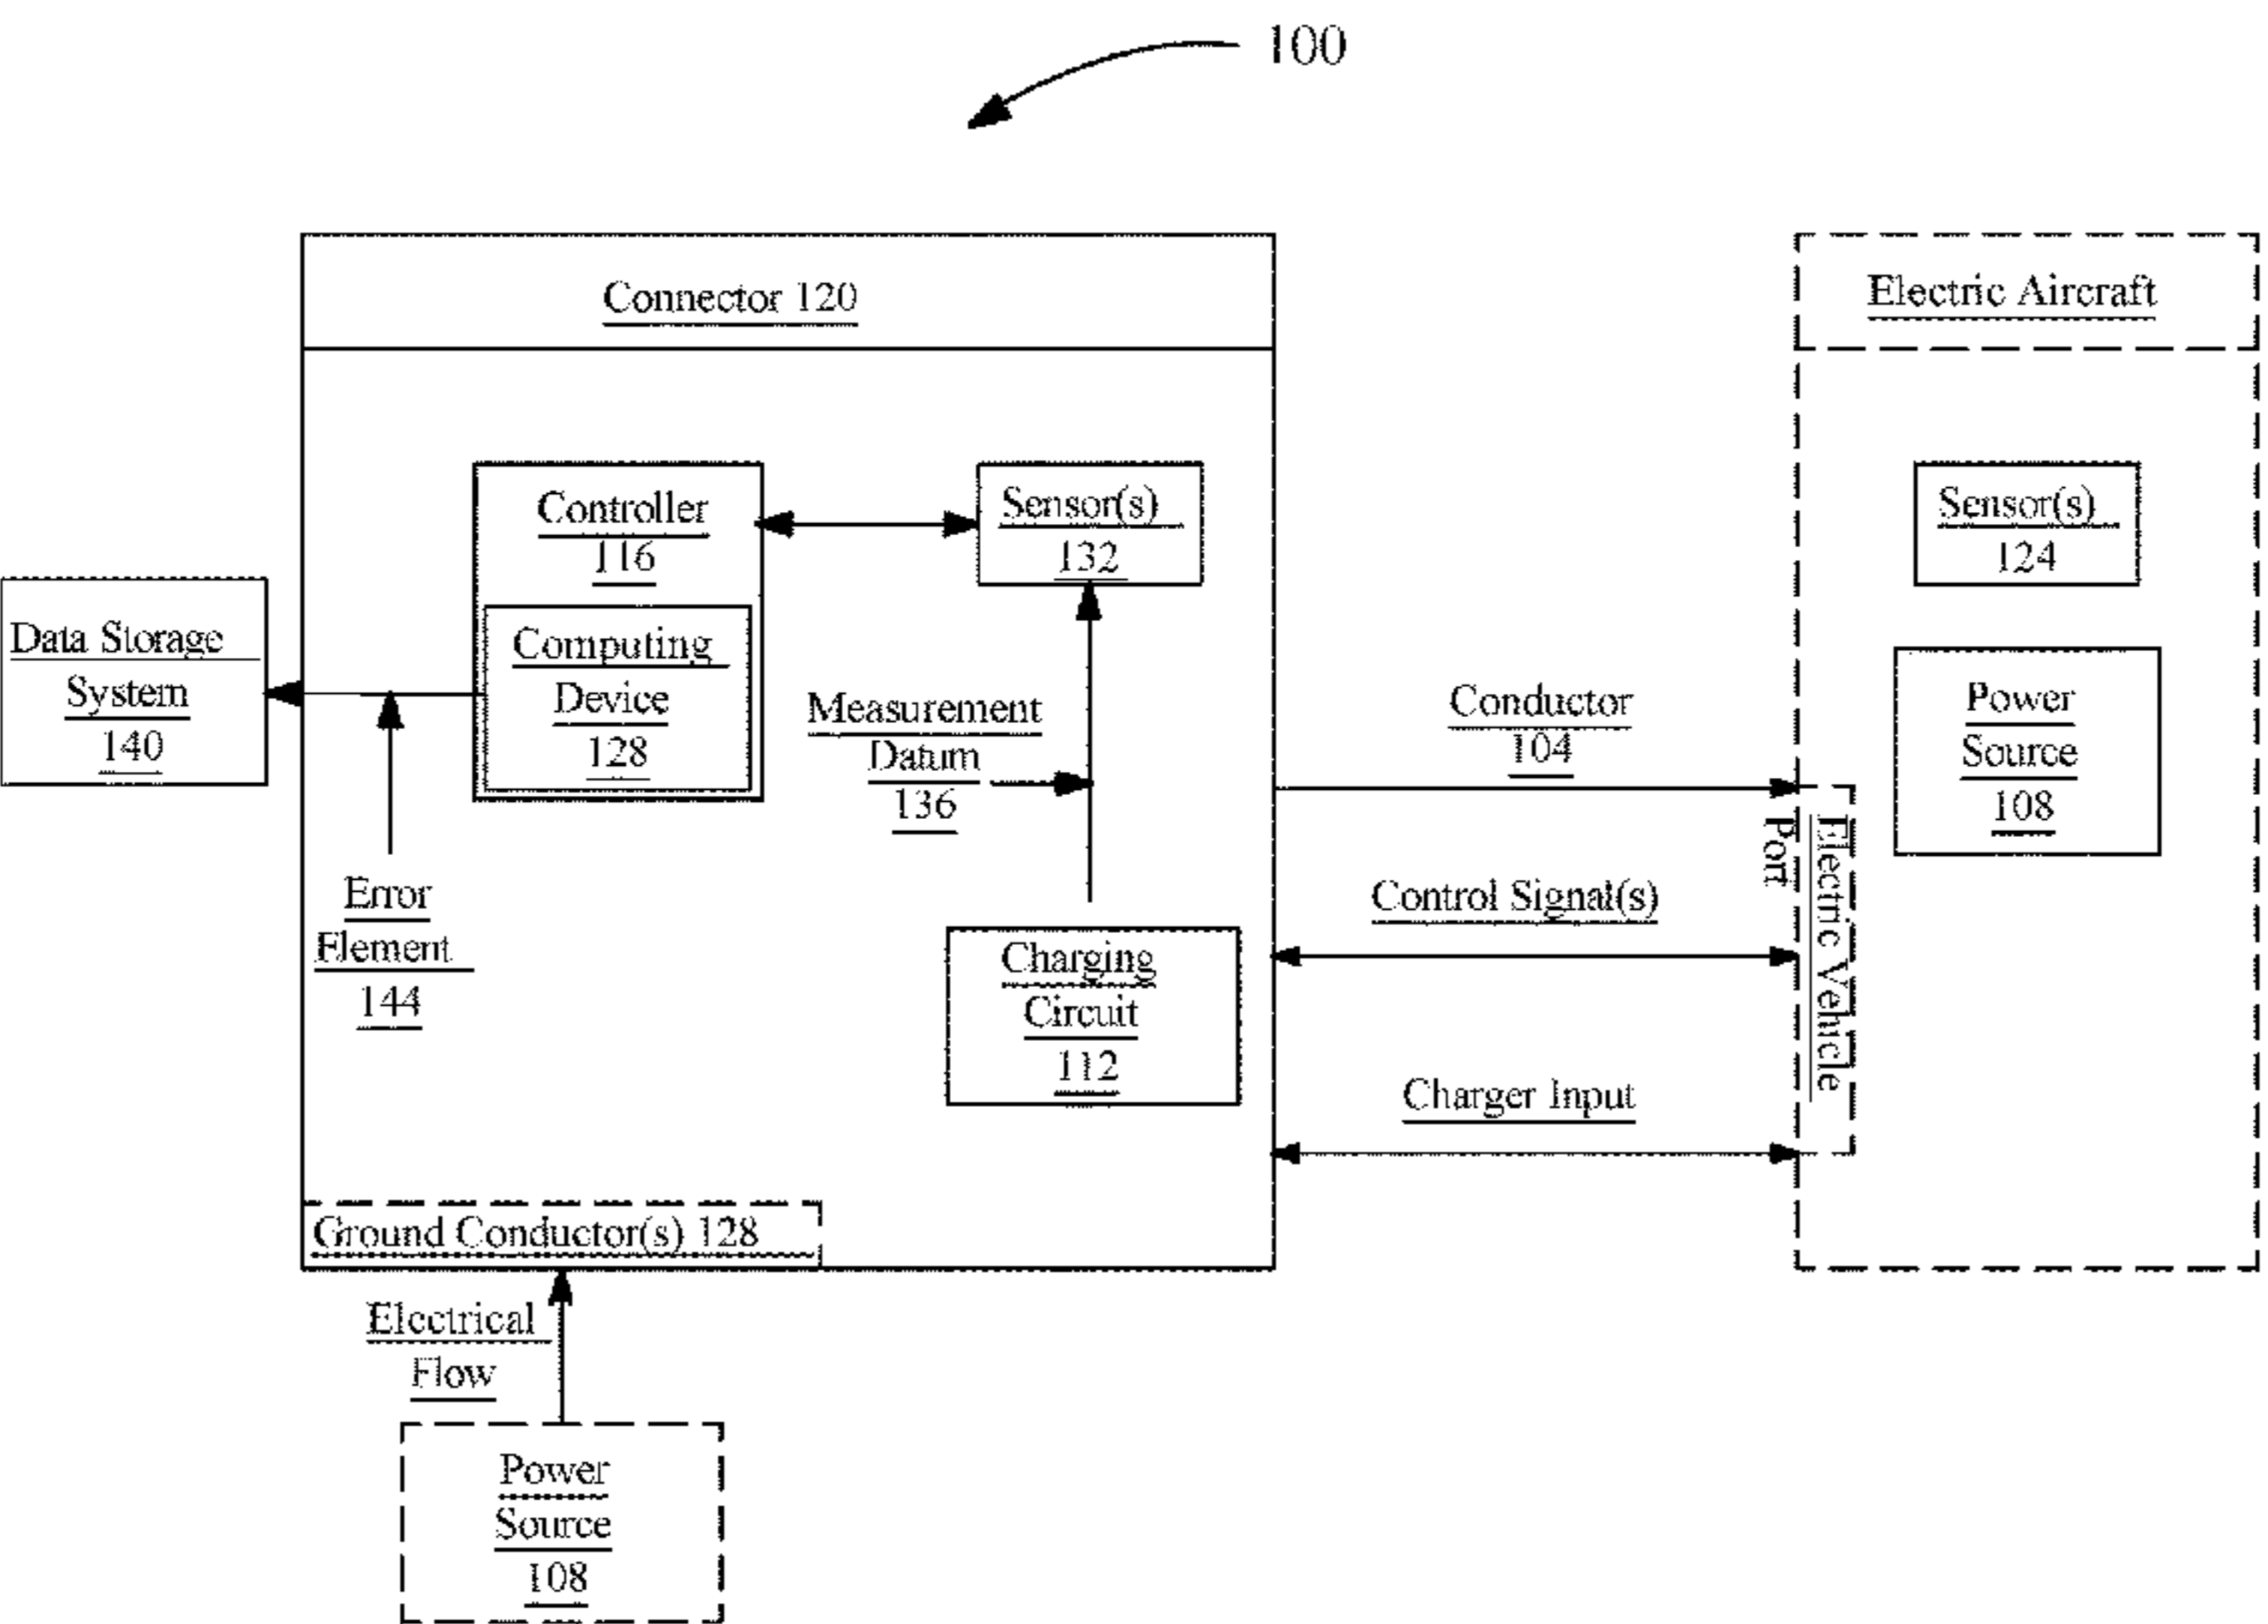 100
Connector 120
Electric Aircraft
Controller
116
Sensor(s)
132
Sensor(s)
124
Data Storage
System
140
Computing
Device
128
Measurement
Datum
136
Conductor
104
Power
Source
108
Error
Element
144
Control Signal(s)
Electric Vehicle
Port
Charging
Circuit
112
Charger Input
Ground Conductor(s) 128
Electrical
Flow
Power
Source
108